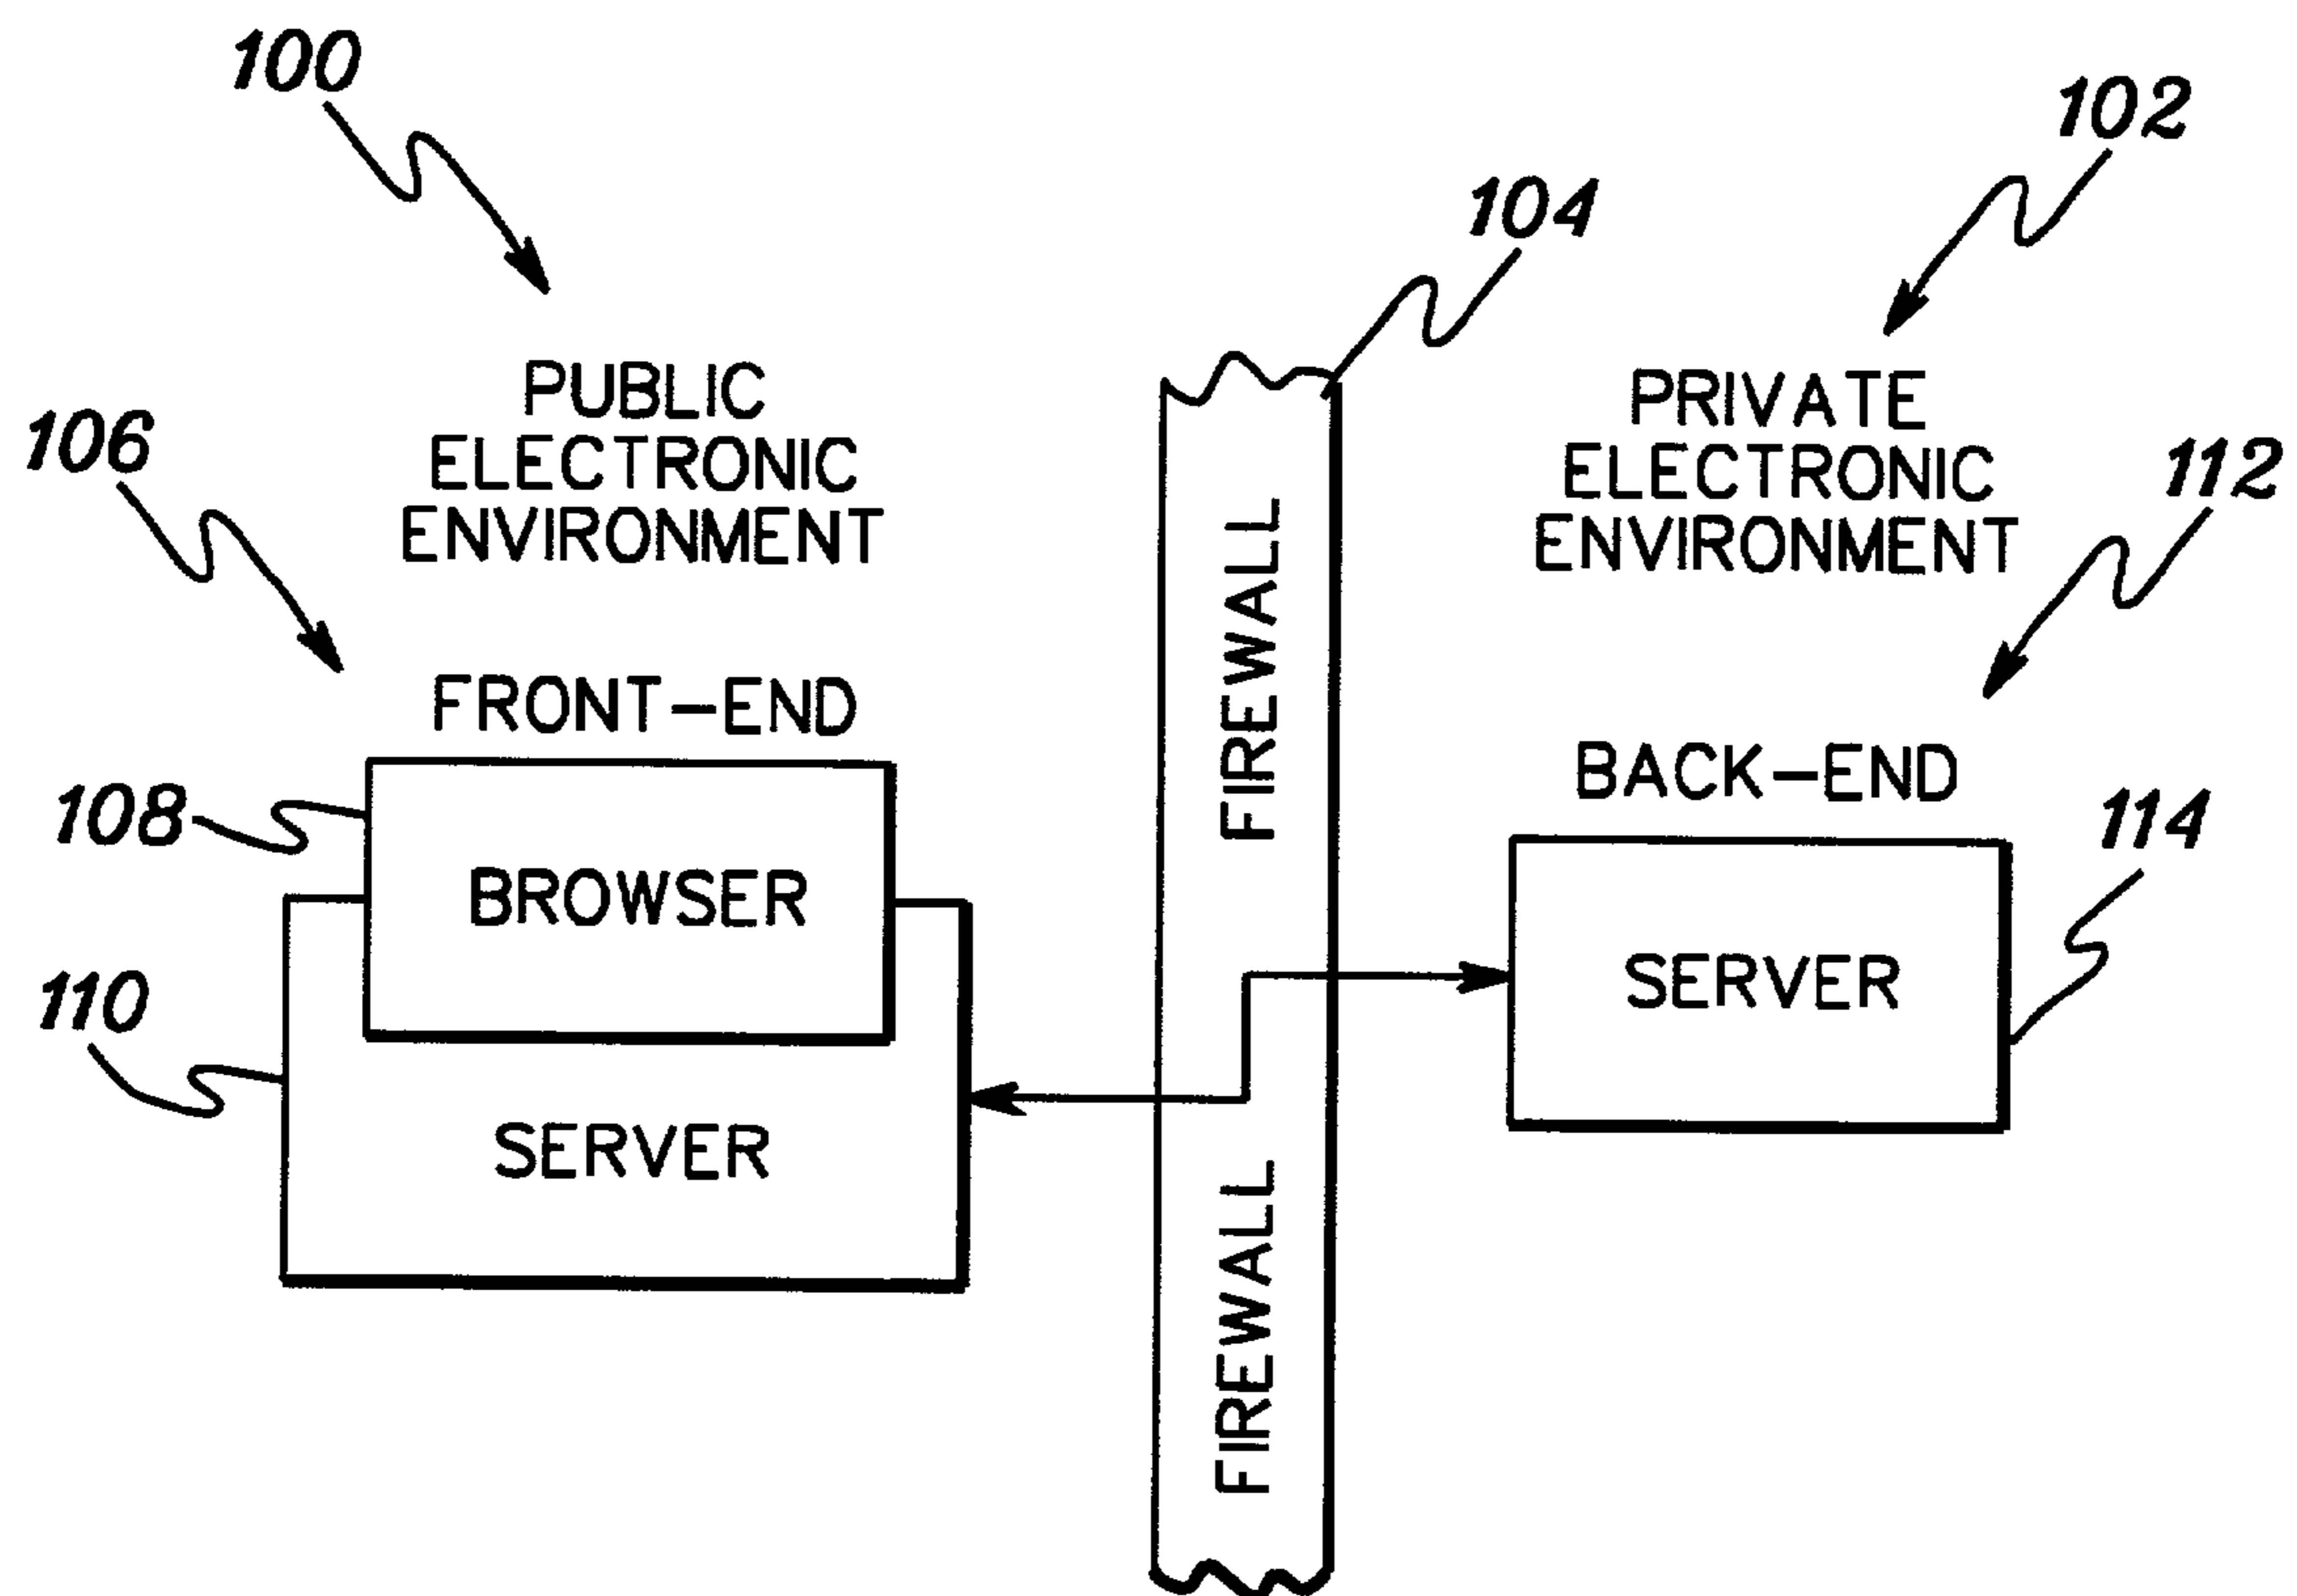 100
102
104
PUBLIC
ELECTRONIC
ENVIRONMENT
PRIVATE
ELECTRONIC
ENVIRONMENT
106
112
FRONT-END
FIREWALL
BACK-END
108
BROWSER
114
110
SERVER
SERVER
FIREWALL